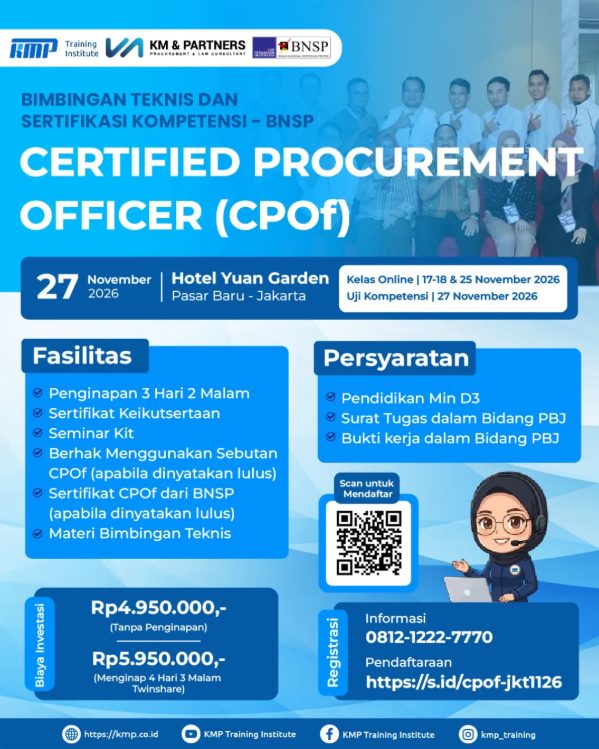 KMP Training Institute
KM & PARTNERS
PROCUREMENT & LAW CONSULTANT
BNSP
BIMBINGAN TEKNIS DAN
SERTIFIKASI KOMPETENSI - BNSP
CERTIFIED PROCUREMENT
OFFICER (CPOf)
27 November 2026
Hotel Yuan Garden
Pasar Baru - Jakarta
Kelas Online | 17-18 & 25 November 2026
Uji Kompetensi | 27 November 2026
Fasilitas
Penginapan 3 Hari 2 Malam
Sertifikat Keikutsertaan
Seminar Kit
Berhak Menggunakan Sebutan
CPOf (apabila dinyatakan lulus)
Sertifikat CPOf dari BNSP
(apabila dinyatakan lulus)
Materi Bimbingan Teknis
Persyaratan
Pendidikan Min D3
Surat Tugas dalam Bidang PBJ
Bukti kerja dalam Bidang PBJ
Scan untuk
Mendaftar
Biaya Investasi
Rp4.950.000,-
(Tanpa Penginapan)
Rp5.950.000,-
(Menginap 4 Hari 3 Malam
Twinshare)
Registrasi
Informasi
0812-1222-7770
Pendaftaraan
https://s.id/cpof-jkt1126
https://kmp.co.id
KMP Training Institute
KMP Training Institute
kmp_training